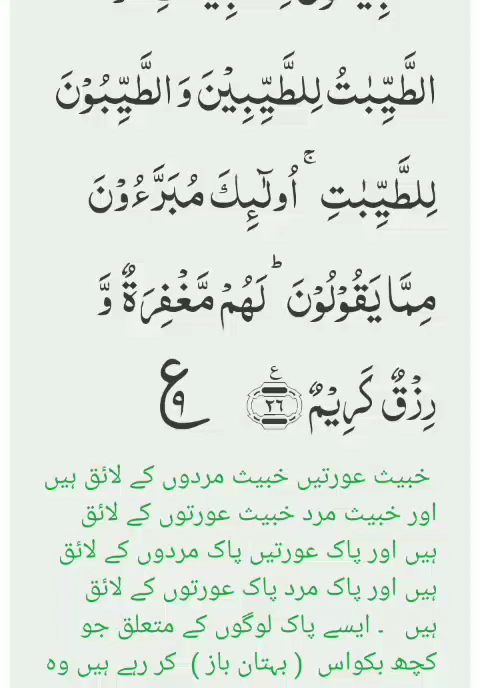 الطَّيِّبٰتُ لِلطَّيِّبِيْنَ وَ الطَّيِّبُوْنَ
لِلطَّيِّبٰتِ ۚ اُولٰٓىِٕكَ مُبَرَّءُوْنَ
مِمَّا يَقُوْلُوْنَ ؕ لَهُمْ مَّغْفِرَةٌ وَّ
رِزْقٌ كَرِيْمٌ ۟ ع ٢٦ ع ٩
خبیث عورتیں خبیث مردوں کے لائق ہیں
اور خبیث مرد خبیث عورتوں کے لائق
ہیں اور پاک عورتیں پاک مردوں کے لائق
ہیں اور پاک مرد پاک عورتوں کے لائق
ہیں ۔ ایسے پاک لوگوں کے متعلق جو
کچھ بکواس ( بہتان باز ) کر رہے ہیں وہ